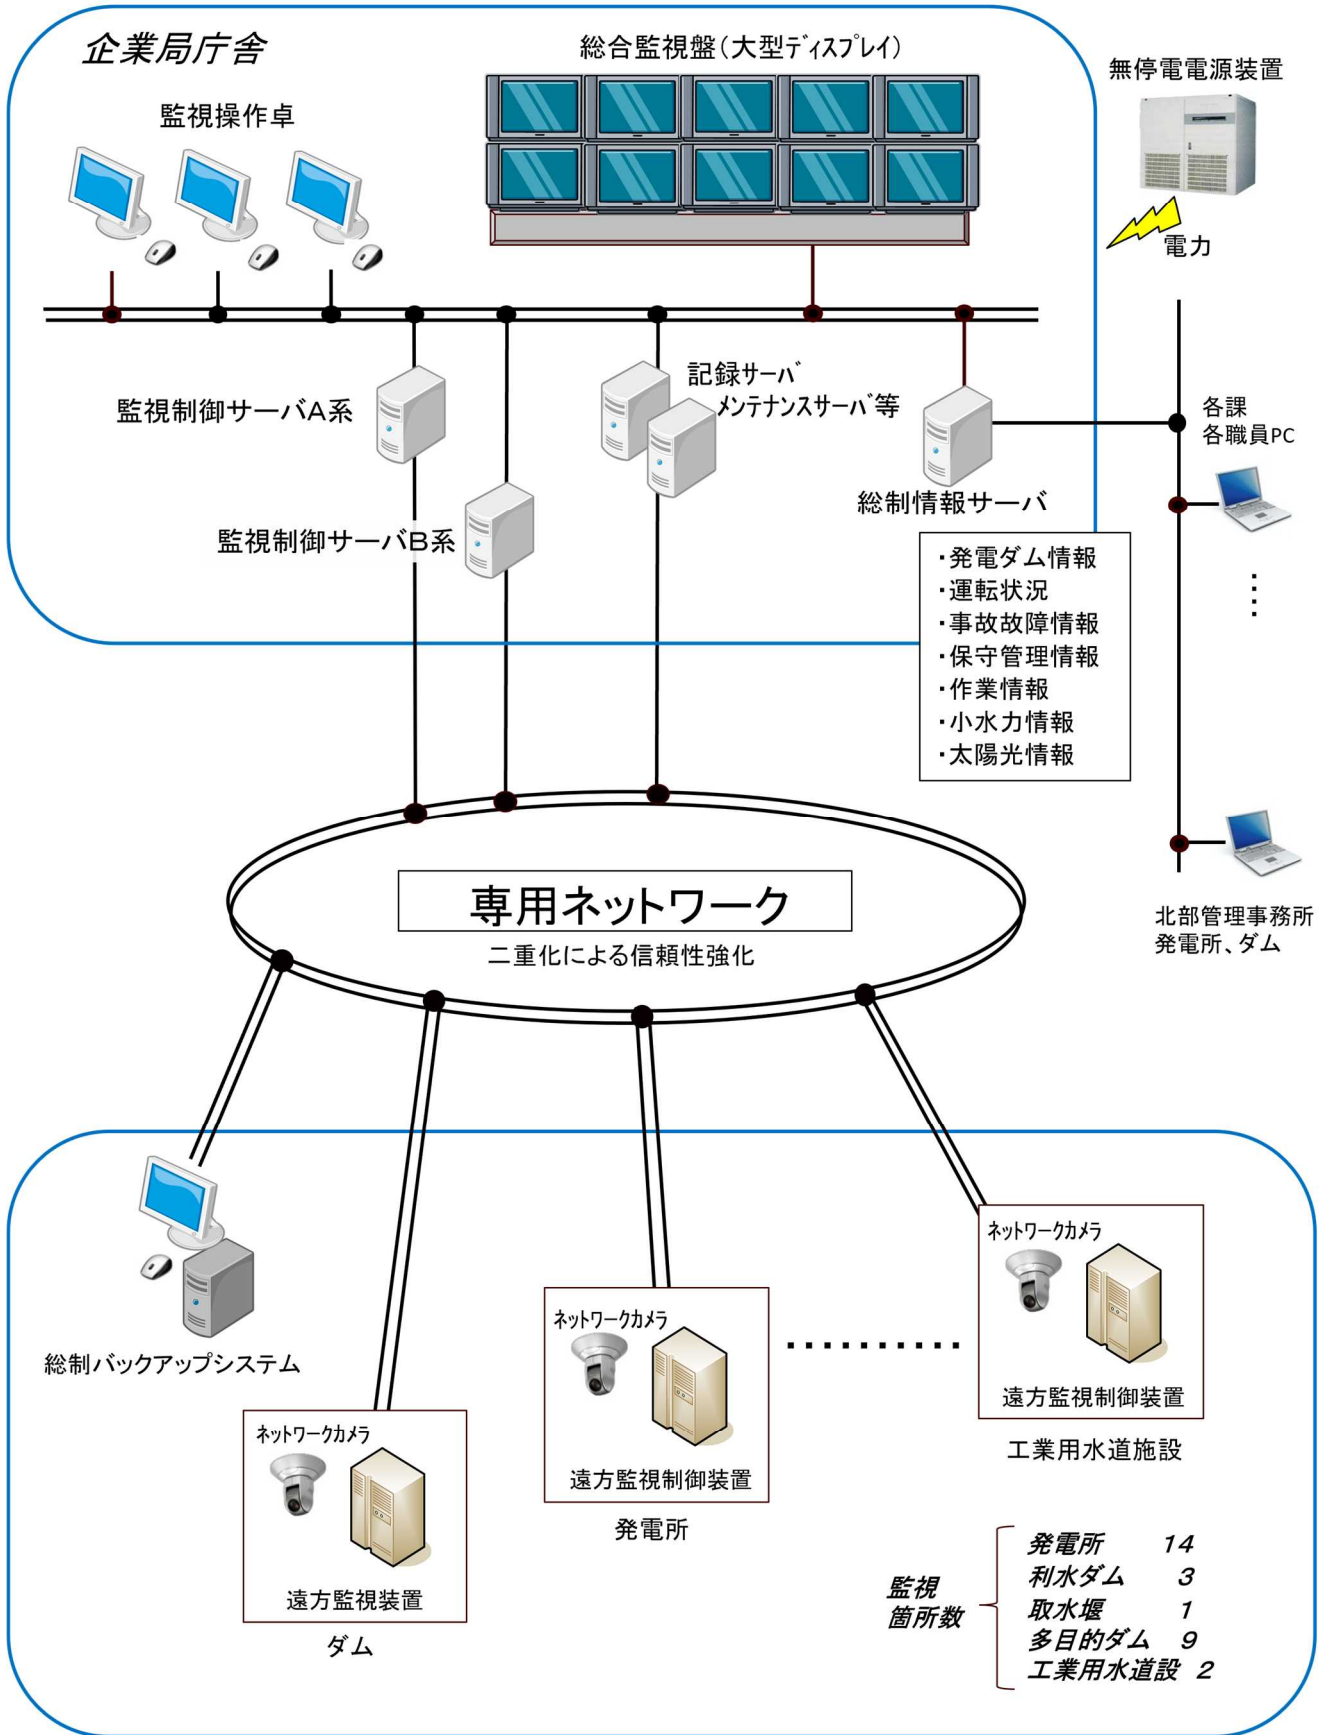 企業局庁舎
総合監視盤（大型ディスプレイ）
無停電電源装置
監視操作卓
電力
記録サーバ
メンテナンスサーバ等
監視制御サーバA系
各課
各職員PC
総制情報サーバ
監視制御サーバB系
・発電ダム情報
・運転状況
・事故故障情報
・保守管理情報
・作業情報
・小水力情報
・太陽光情報
専用ネットワーク
二重化による信頼性強化
北部管理事務所
発電所、ダム
ネットワークカメラ
遠方監視制御装置
工業用水道施設
ネットワークカメラ
遠方監視制御装置
発電所
総制バックアップシステム
ネットワークカメラ
遠方監視装置
ダム
監視
箇所数
発電所 14
利水ダム 3
取水堰 1
多目的ダム 9
工業用水道設 2